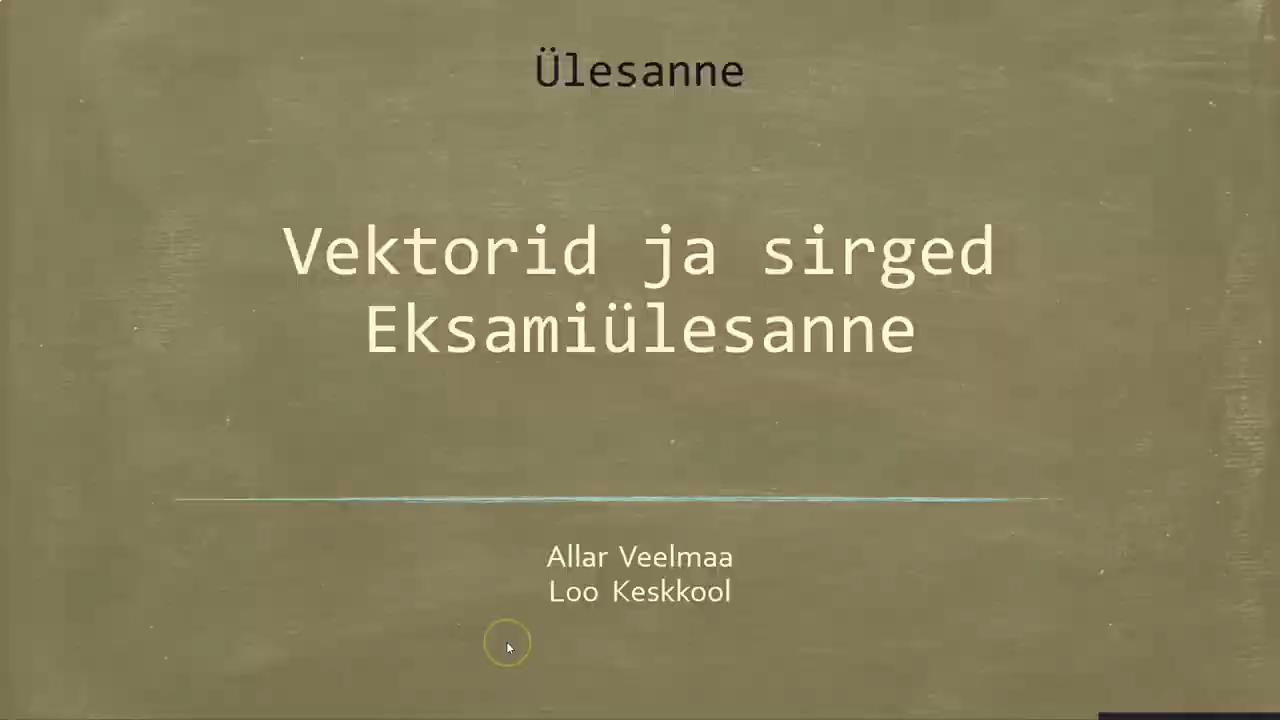 Ülesanne
Vektorid ja sirged
Eksamiülesanne
Allar Veelmaa
Loo Keskkool